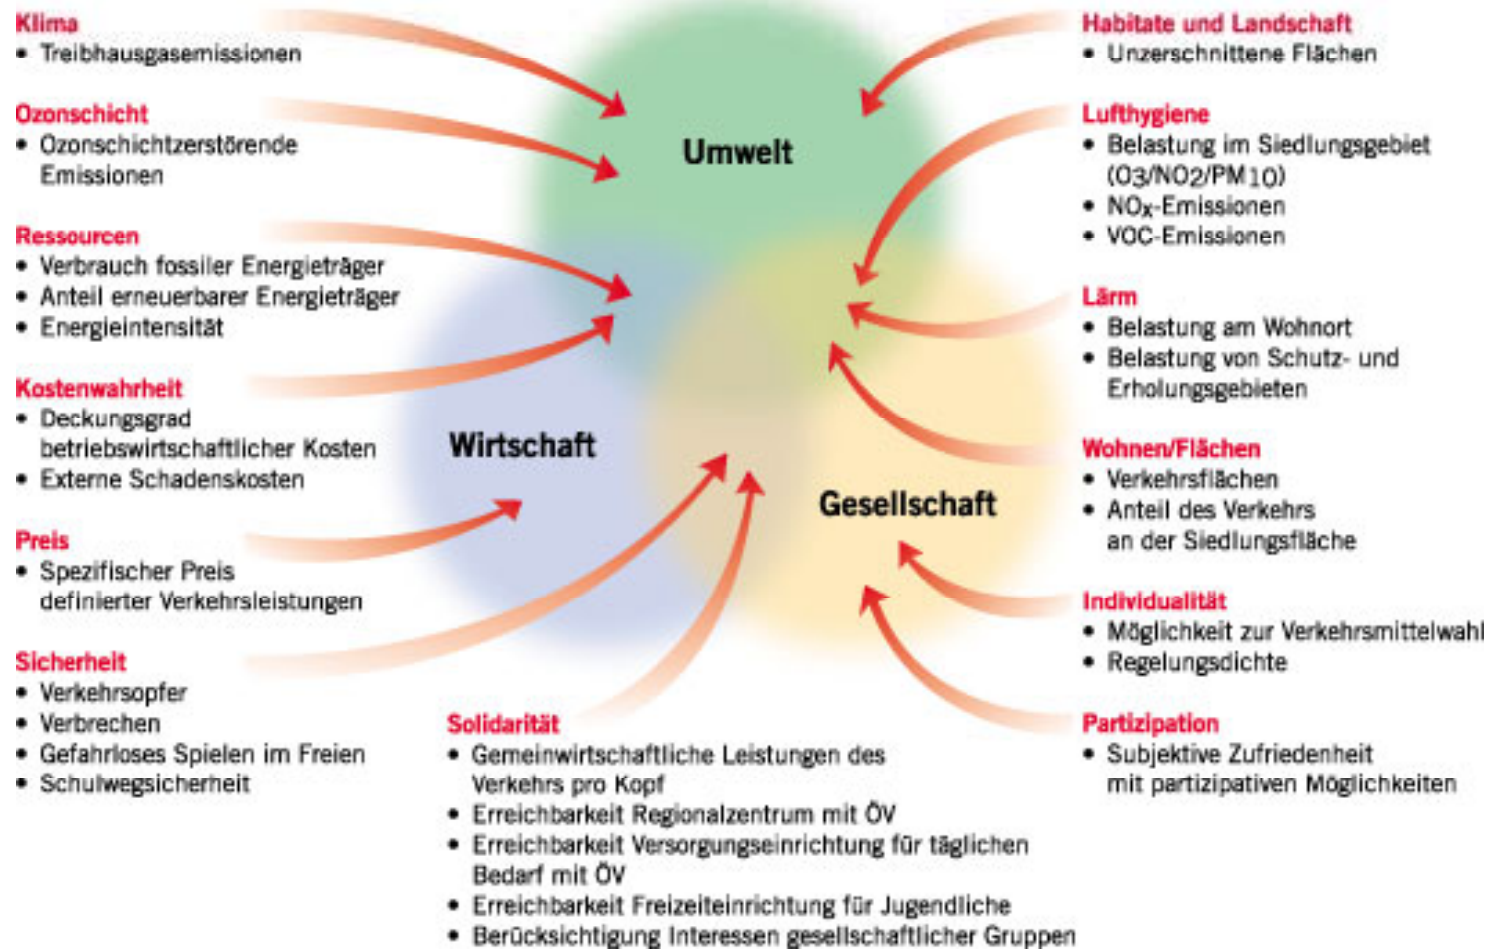 Klima
• Treibhausgasemissionen
Ozonschicht
• Ozonschichtzerstörende
Emissionen
Ressourcen
• Verbrauch fossiler Energieträger
• Anteil erneuerbarer Energieträger
• Energieintensität
Kostenwahrheit
• Deckungsgrad
betriebswirtschaftlicher Kosten
• Externe Schadenskosten
Preis
• Spezifischer Preis
definierter Verkehrsleistungen
Sicherheit
• Verkehrsopfer
• Verbrechen
• Gefahrloses Spielen im Freien
• Schulwegsicherheit
Umwelt
Wirtschaft
Gesellschaft
Solidarität
• Gemeinwirtschaftliche Leistungen des
Verkehrs pro Kopf
• Erreichbarkeit Regionalzentrum mit ÖV
• Erreichbarkeit Versorgungseinrichtung für täglichen
Bedarf mit ÖV
• Erreichbarkeit Freizeiteinrichtung für Jugendliche
• Berücksichtigung Interessen gesellschaftlicher Gruppen
Habitate und Landschaft
• Unzerschnittene Flächen
Lufthygiene
• Belastung im Siedlungsgebiet
(O3/NO2/PM10)
• NOx-Emissionen
• VOC-Emissionen
Lärm
• Belastung am Wohnort
• Belastung von Schutz- und
Erholungsgebieten
Wohnen/Flächen
• Verkehrsflächen
• Anteil des Verkehrs
an der Siedlungsfläche
Individualität
• Möglichkeit zur Verkehrsmittelwahl
• Regelungsdichte
Partizipation
• Subjektive Zufriedenheit
mit partizipativen Möglichkeiten